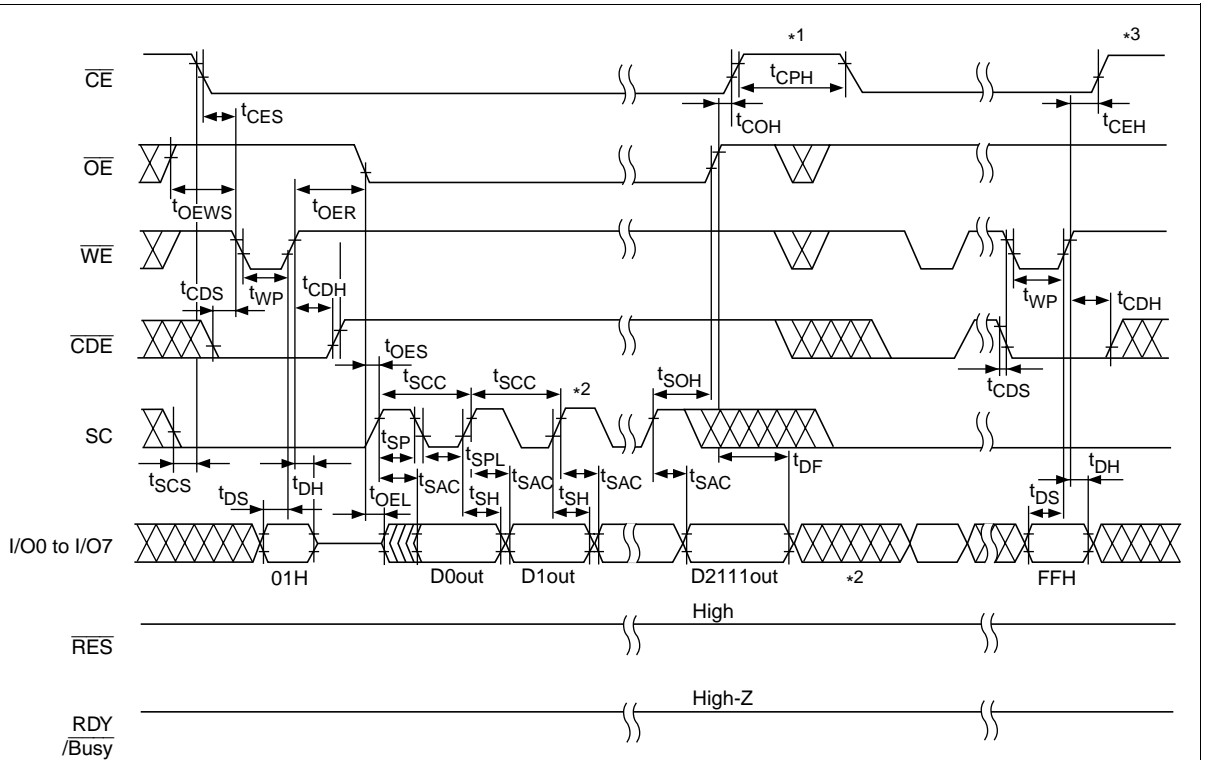 *1 *3
CE
tCPH
tCES tCOH tCEH
OE
tOEWS tOER
WE
tCDS tWP tCDH tWP tCDH
CDE
tOES tCDS
tSCC tSCC *2 tSOH
SC
tSP tSPL tDF
tSCS tDH tSAC tSAC tSAC tSAC tDH
tDS tOEL tSH tSH tDS
I/O0 to I/O7
01H D0out D1out D2111out *2 FFH
High
RES
High-Z
RDY
/Busy